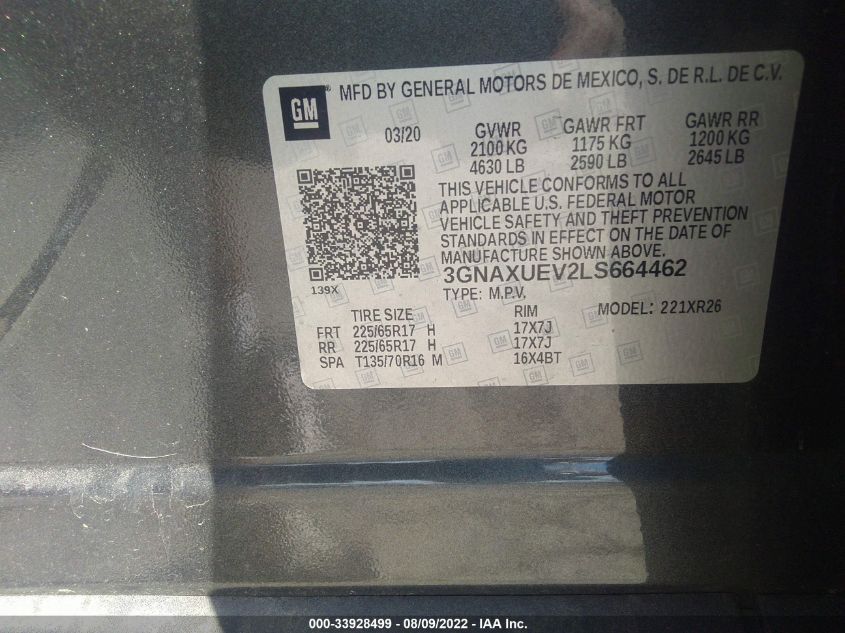 GM ® MFD BY GENERAL MOTORS DE MEXICO, S. DE R.L. DE C.V.
03/20
GVWR GAWR FRT GAWR RR
2100 KG 1175 KG 1200 KG
4630 LB 2590 LB 2645 LB
THIS VEHICLE CONFORMS TO ALL
APPLICABLE U.S. FEDERAL MOTOR
VEHICLE SAFETY AND THEFT PREVENTION
STANDARDS IN EFFECT ON THE DATE OF
MANUFACTURE SHOWN ABOVE.
139X
3GNAXUEV2LS664462
TYPE: M.P.V. MODEL: 221XR26
TIRE SIZE RIM
FRT 225/65R17 H 17X7J
RR 225/65R17 H 17X7J
SPA T135/70R16 M 16X4BT
000-33928499 - 08/09/2022 - IAA Inc.